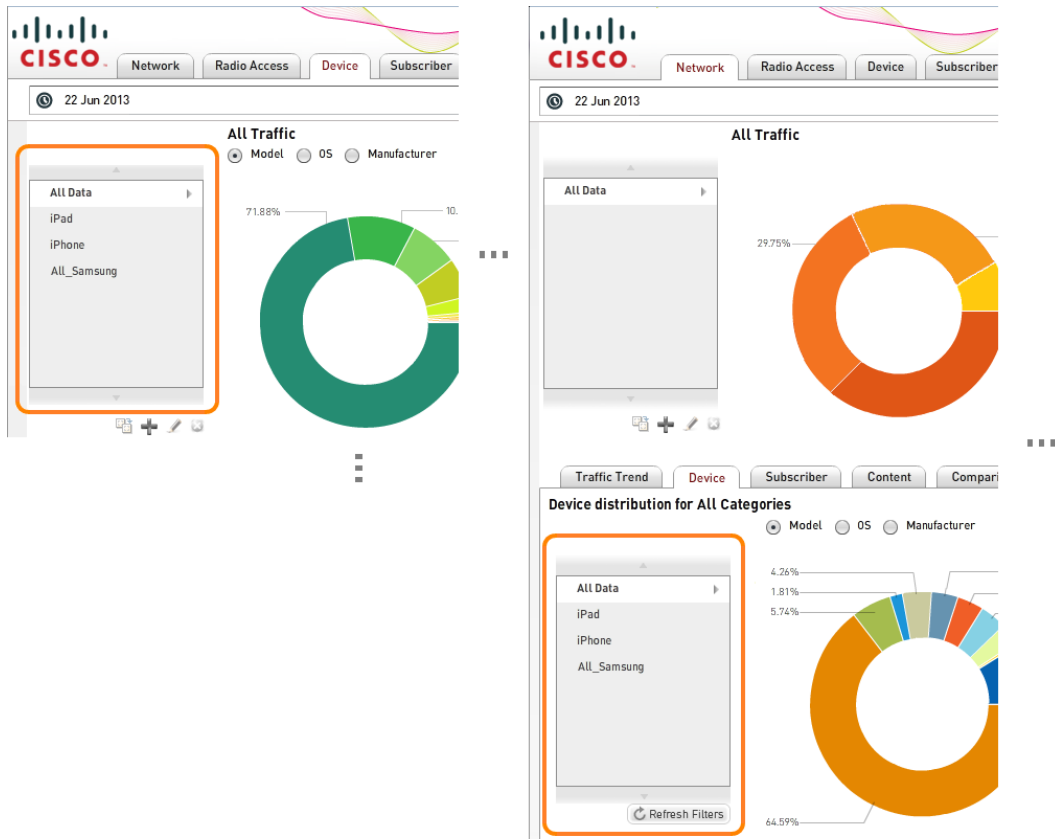 CISCO
Network
Radio Access
Device
Subscriber
22 Jun 2013
All Traffic
Model
OS
Manufacturer
All Data
iPad
iPhone
All_Samsung
71.88%
10.
CISCO
Network
Radio Access
Device
Subscriber
22 Jun 2013
All Traffic
All Data
29.75%
Traffic Trend
Device
Subscriber
Content
Compari
Device distribution for All Categories
Model
OS
Manufacturer
All Data
iPad
iPhone
All_Samsung
Refresh Filters
4.26%
1.81%
5.74%
64.59%